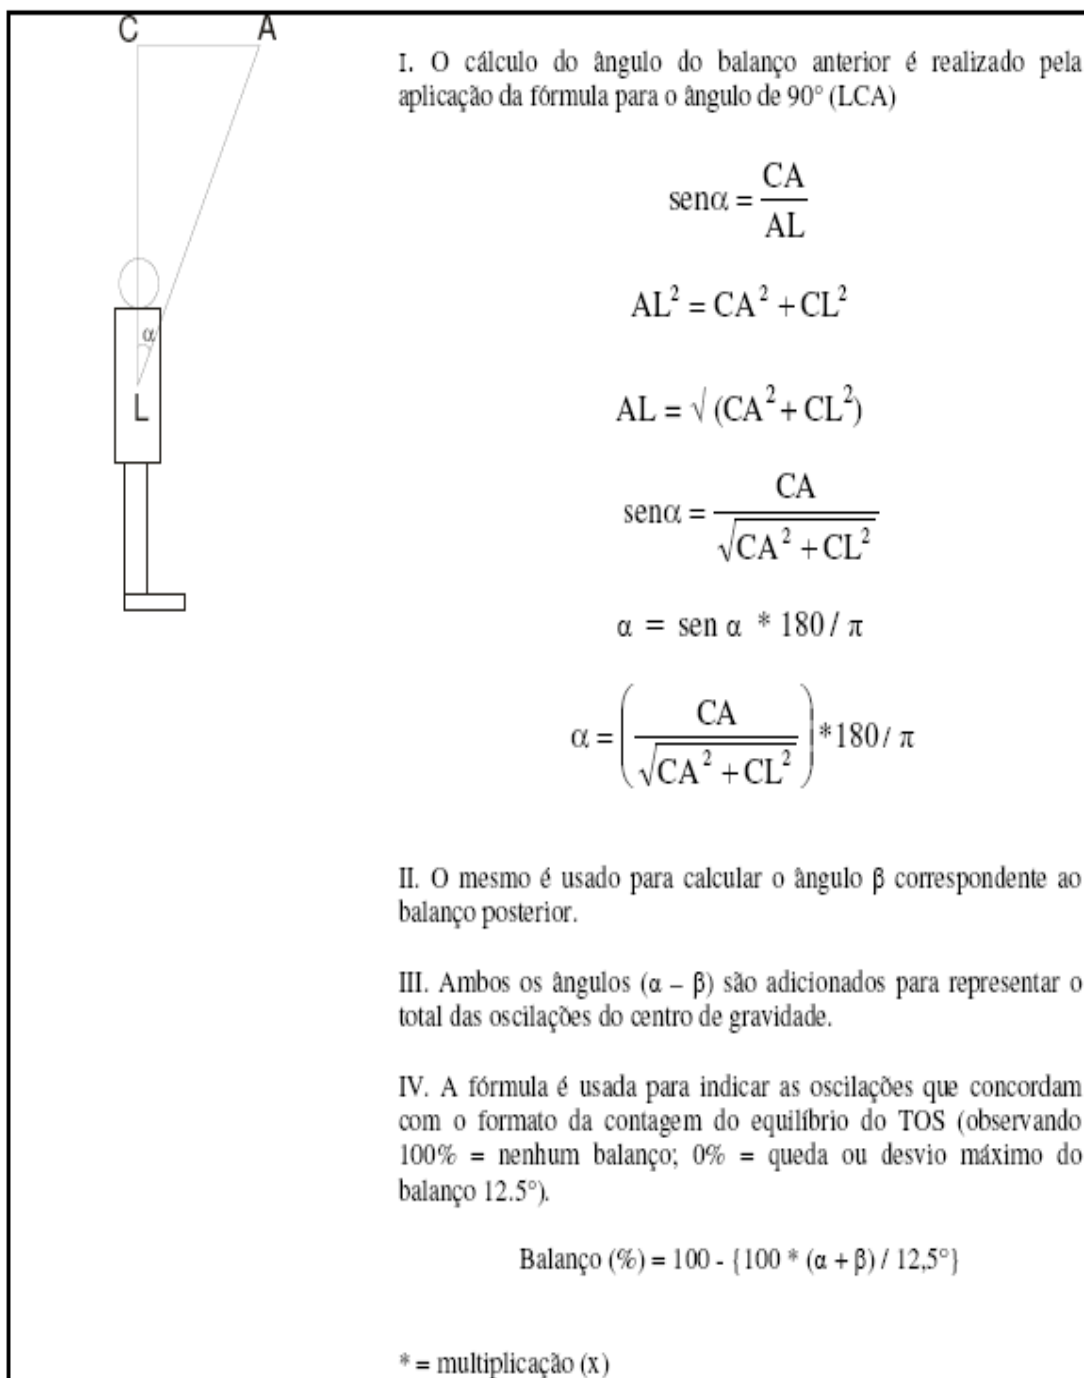 C A
I. O cálculo do ângulo do balanço anterior é realizado pela
aplicação da fórmula para o ângulo de 90° (LCA)
senα = CA / AL
AL² = CA² + CL²
AL = √ (CA² + CL²)
α
L
senα = CA / √(CA² + CL²)
α = sen α * 180 / π
α = (CA / √(CA² + CL²)) * 180 / π
II. O mesmo é usado para calcular o ângulo β correspondente ao
balanço posterior.
III. Ambos os ângulos (α – β) são adicionados para representar o
total das oscilações do centro de gravidade.
IV. A fórmula é usada para indicar as oscilações que concordam
com o formato da contagem do equilíbrio do TOS (observando
100% = nenhum balanço; 0% = queda ou desvio máximo do
balanço 12.5°).
Balanço (%) = 100 - {100 * (α + β) / 12,5°}
* = multiplicação (x)